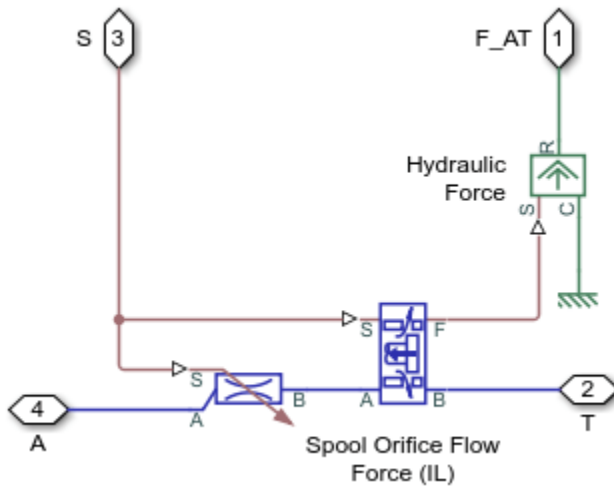 S 3
F_AT 1
R
Hydraulic
Force
S C
S F
S
B A B
A
4
A
2
T
Spool Orifice Flow
Force (IL)